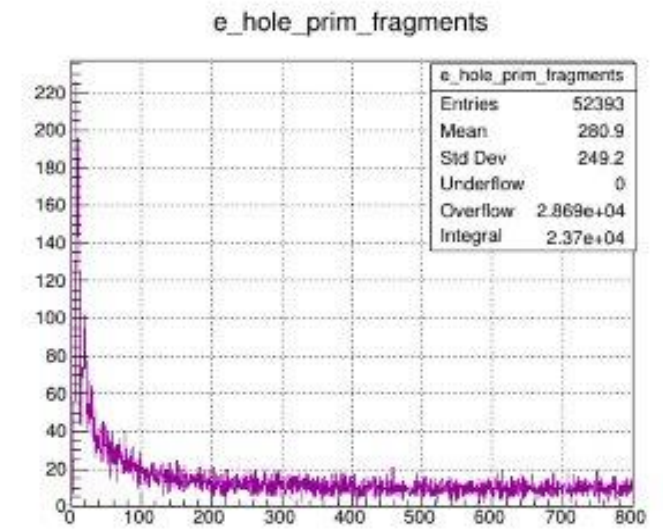 e_hole_prim_fragments
e_hole_prim_fragments
Entries 52393
Mean 280.9
Std Dev 249.2
Underflow 0
Overflow 2.869e+04
Integral 2.37e+04
220
200
180
160
140
120
100
80
60
40
20
0
0 100 200 300 400 500 600 700 800